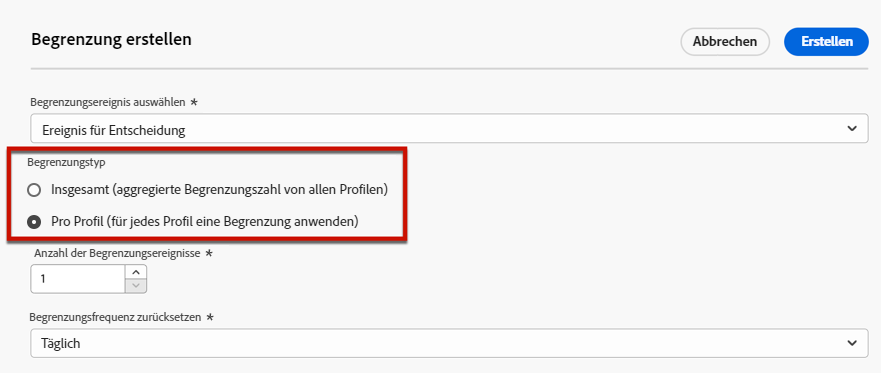 Begrenzung erstellen
Abbrechen
Erstellen
Begrenzungsereignis auswählen *
Ereignis für Entscheidung
Begrenzungstyp
Insgesamt (aggregierte Begrenzungszahl von allen Profilen)
Pro Profil (für jedes Profil eine Begrenzung anwenden)
Anzahl der Begrenzungsereignisse *
1
Begrenzungsfrequenz zurücksetzen *
Täglich